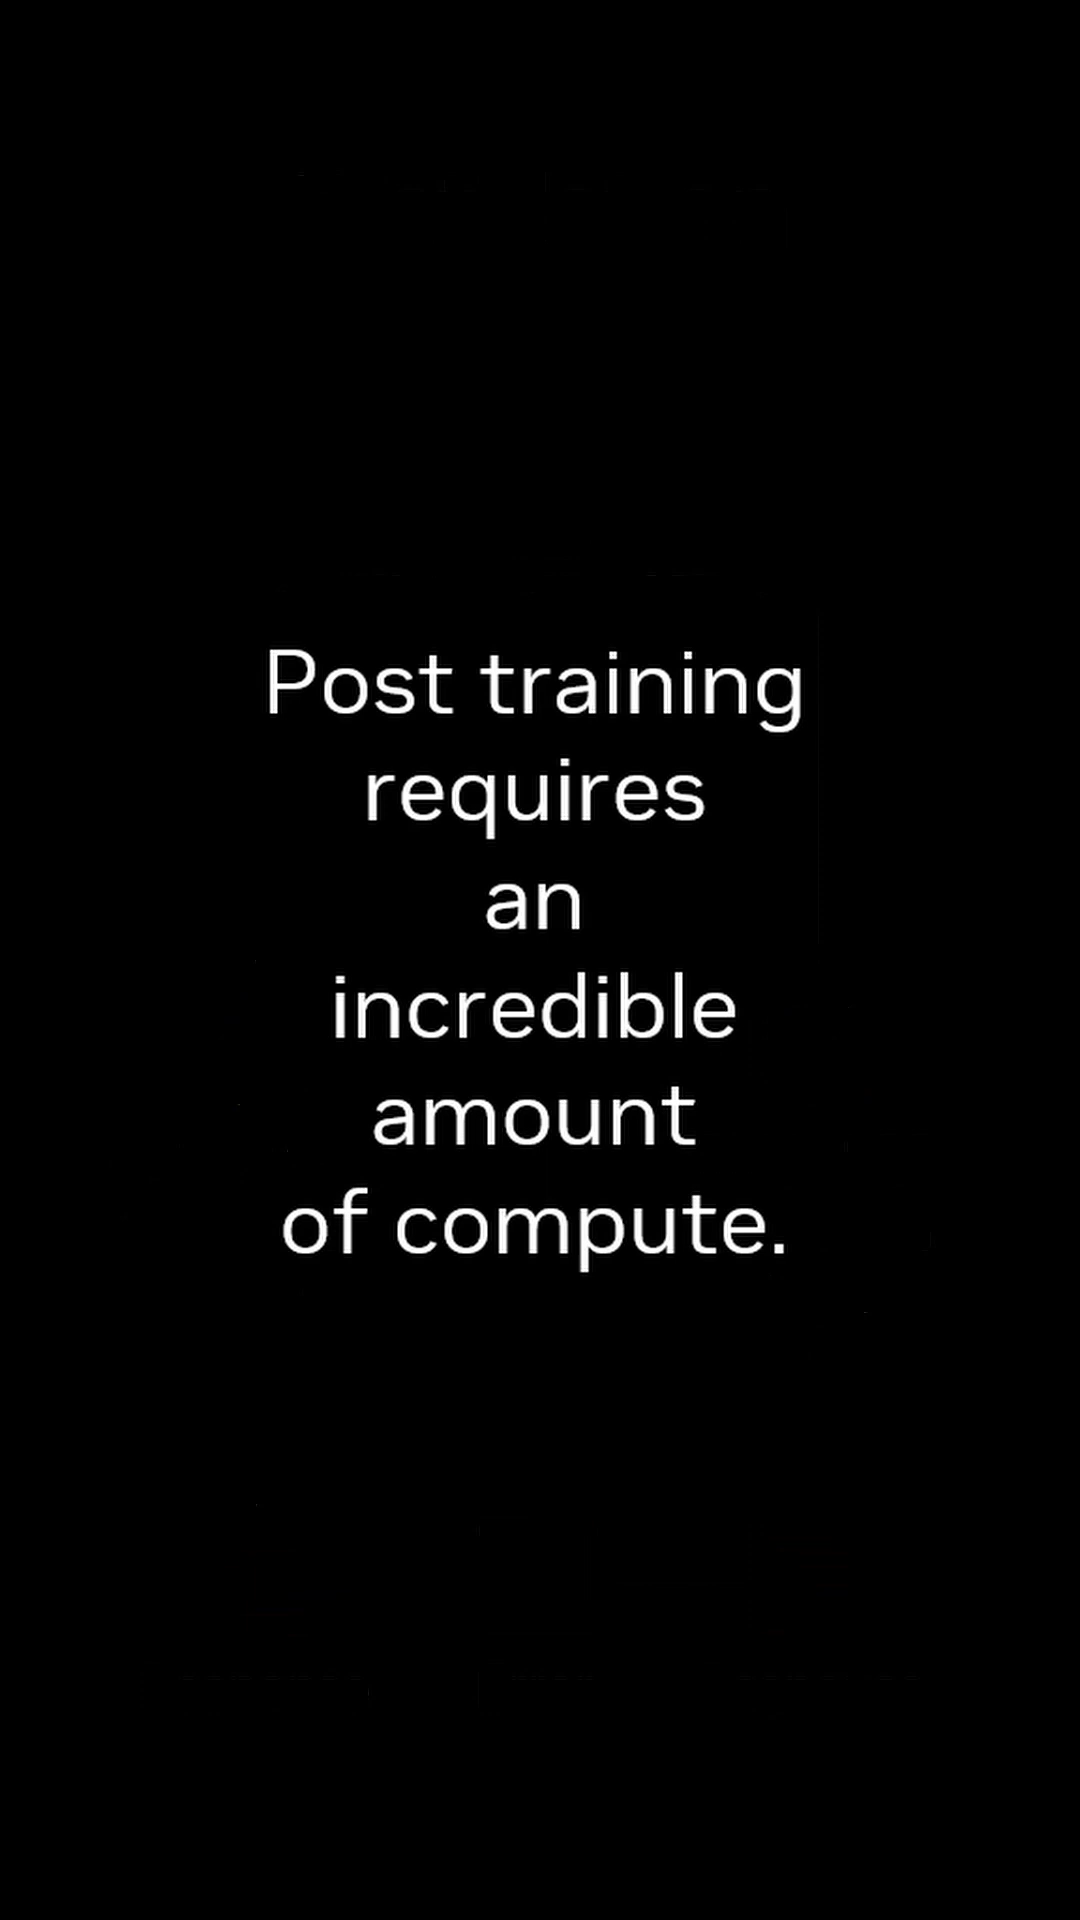 Post training
requires
an
incredible
amount
of compute.